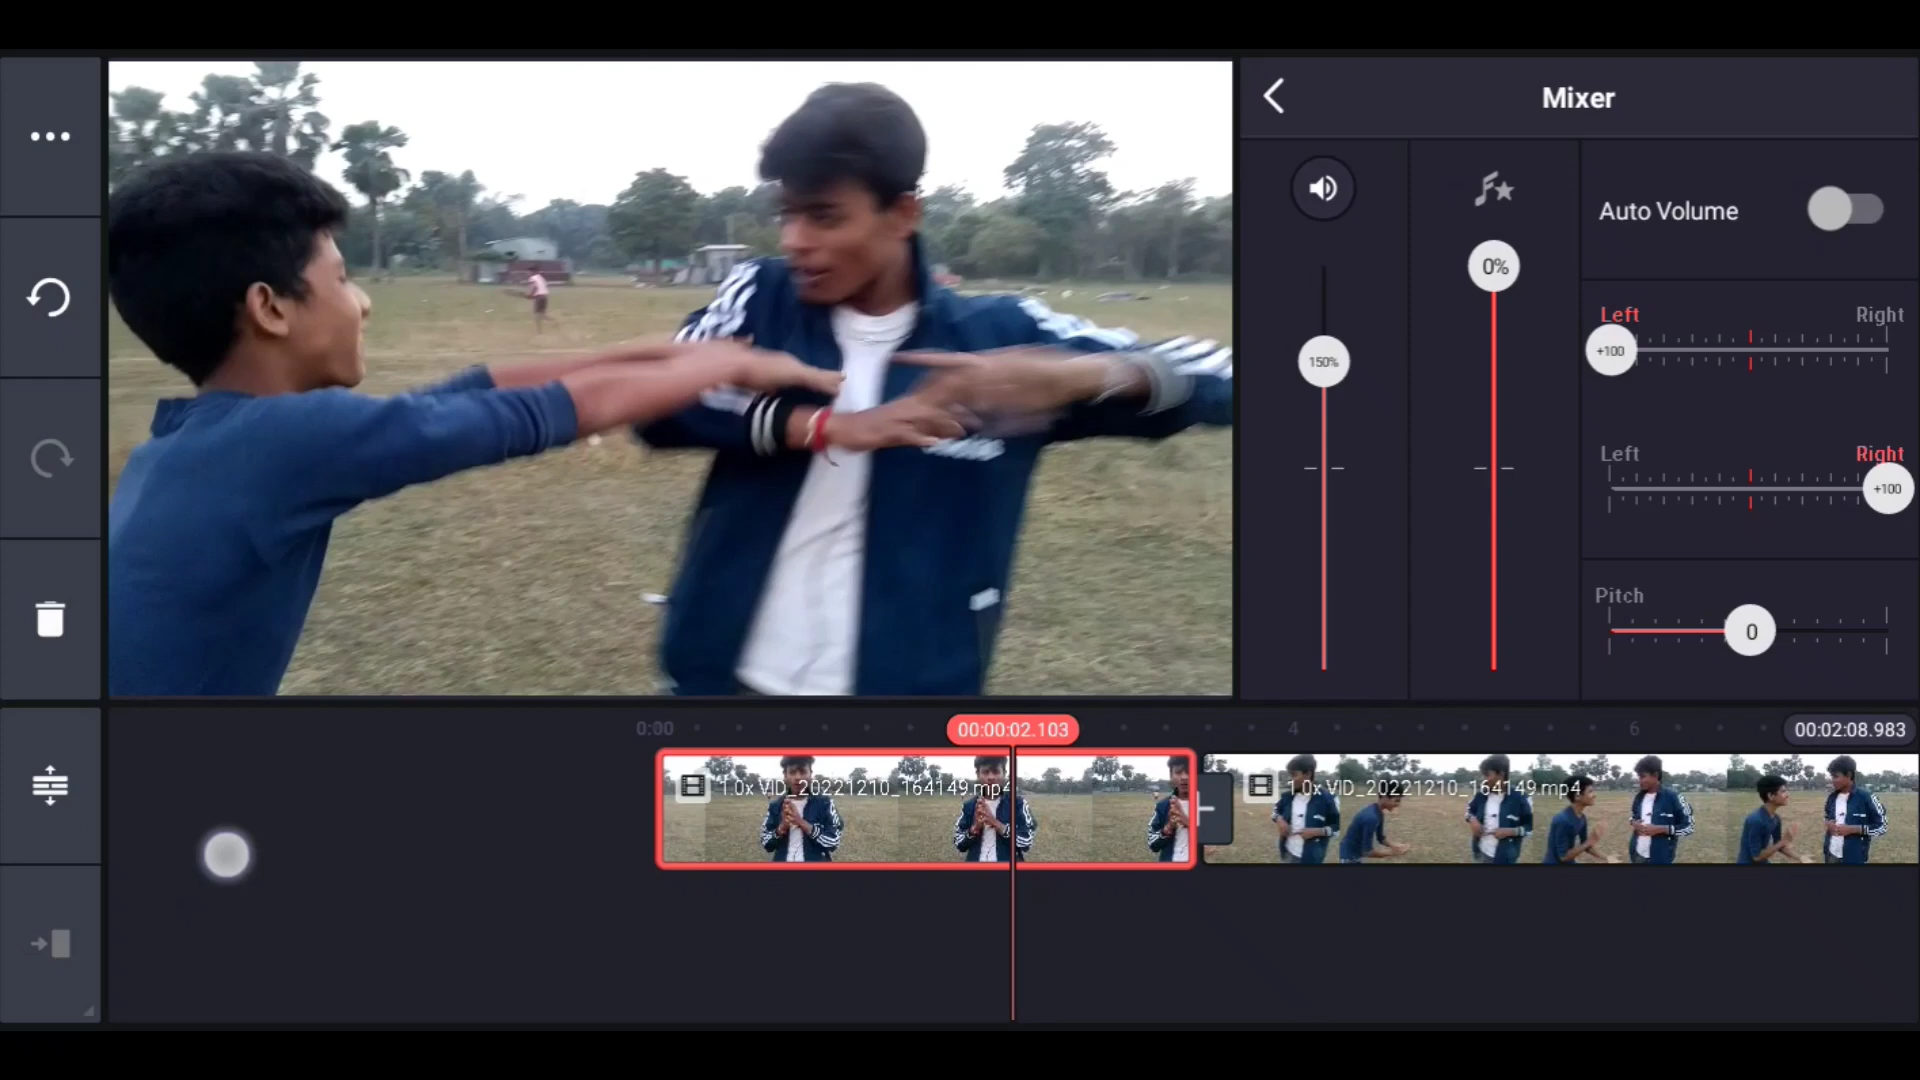 Mixer
Auto Volume
0%
150%
Left Right
+100
Left Right
+100
Pitch
0
0:00
00:00:02.103
4
6
00:02:08.983
1.0x VID_20221210_164149.mp4
1.0x VID_20221210_164149.mp4